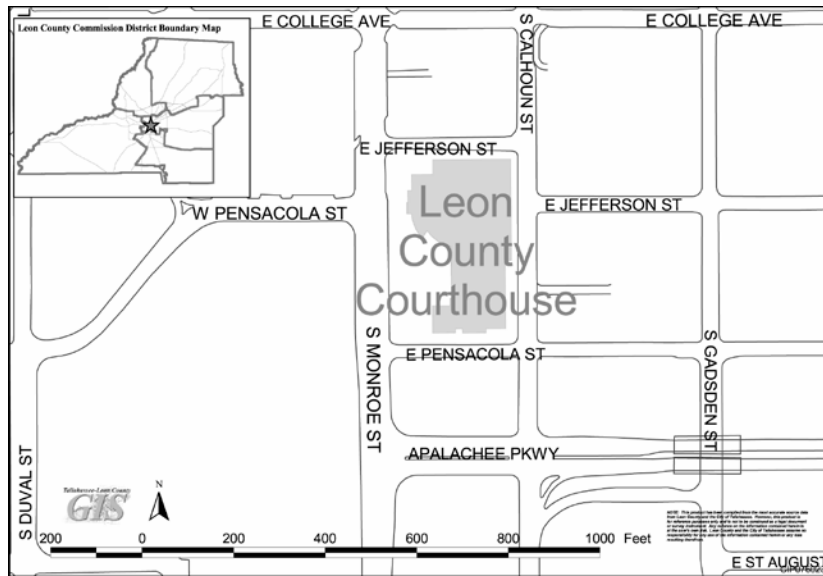 E COLLEGE AVE
E COLLEGE AVE
S CALHOUN ST
Leon County Commission District Boundary Map
E JEFFERSON ST
W PENSACOLA ST
Leon
County
Courthouse
E JEFFERSON ST
E PENSACOLA ST
S MONROE ST
S GADSDEN ST
APALACHEE PKWY
S DUVAL ST
Tallahassee-Leon County
GIS
N
200 0 200 400 600 800 1000 Feet
E ST AUGUST